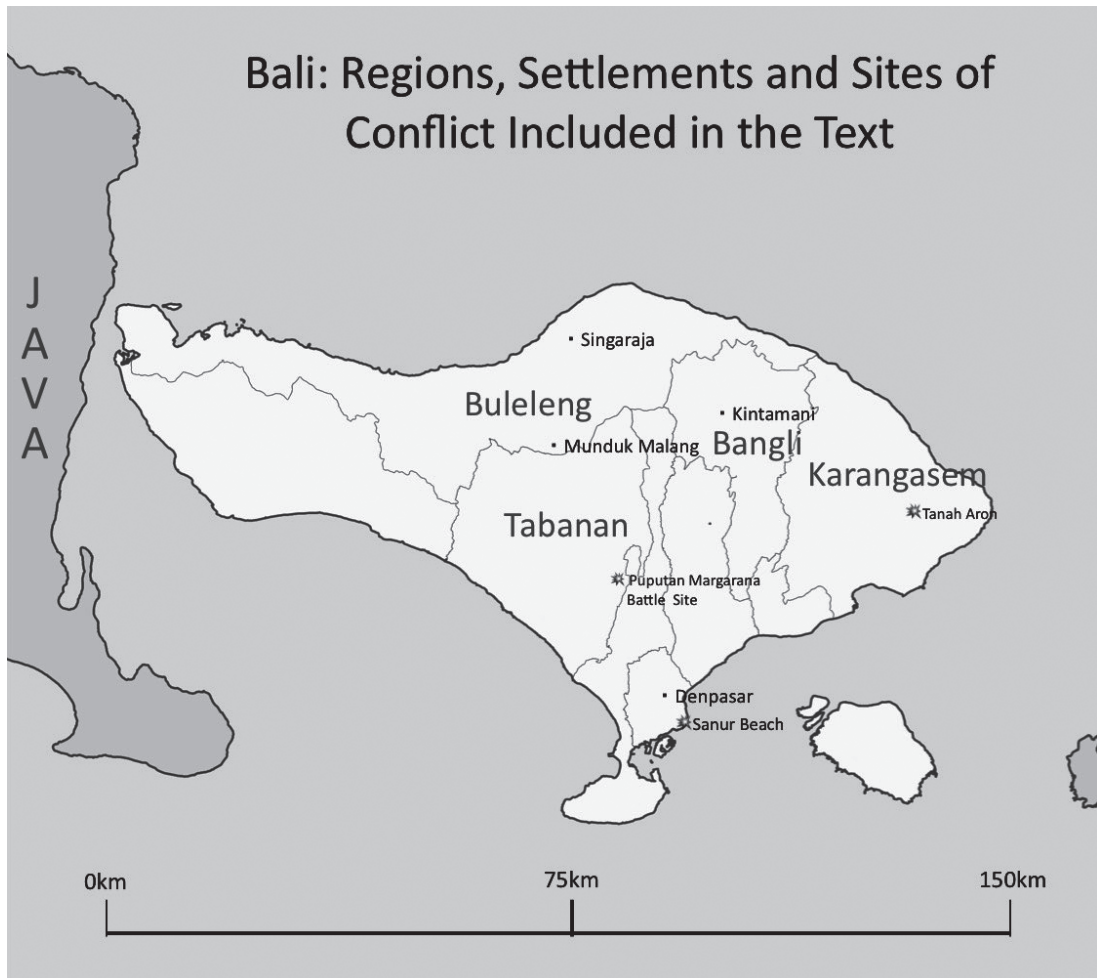 Bali: Regions, Settlements and Sites of
Conflict Included in the Text
J
A
V
A
Singaraja
Buleleng
Kintamani
Munduk Malang
Bangli
Karangasem
Tanah Aron
Tabanan
Puputan Margarana
Battle Site
Denpasar
Sanur Beach
0km
75km
150km